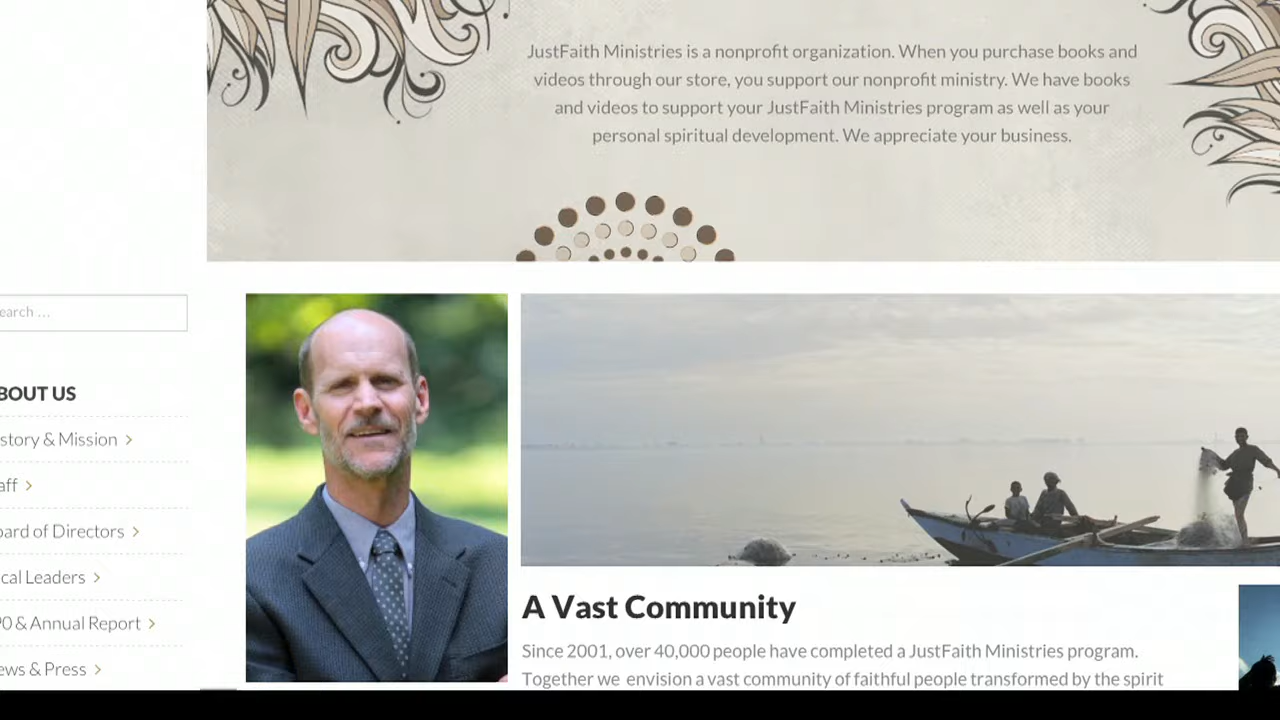 JustFaith Ministries is a nonprofit organization. When you purchase books and
videos through our store, you support our nonprofit ministry. We have books
and videos to support your JustFaith Ministries program as well as your
personal spiritual development. We appreciate your business.
earch ...
BOUT US
story & Mission >
aff >
oard of Directors >
cal Leaders >
90 & Annual Report >
ews & Press >
A Vast Community
Since 2001, over 40,000 people have completed a JustFaith Ministries program.
Together we envision a vast community of faithful people transformed by the spirit